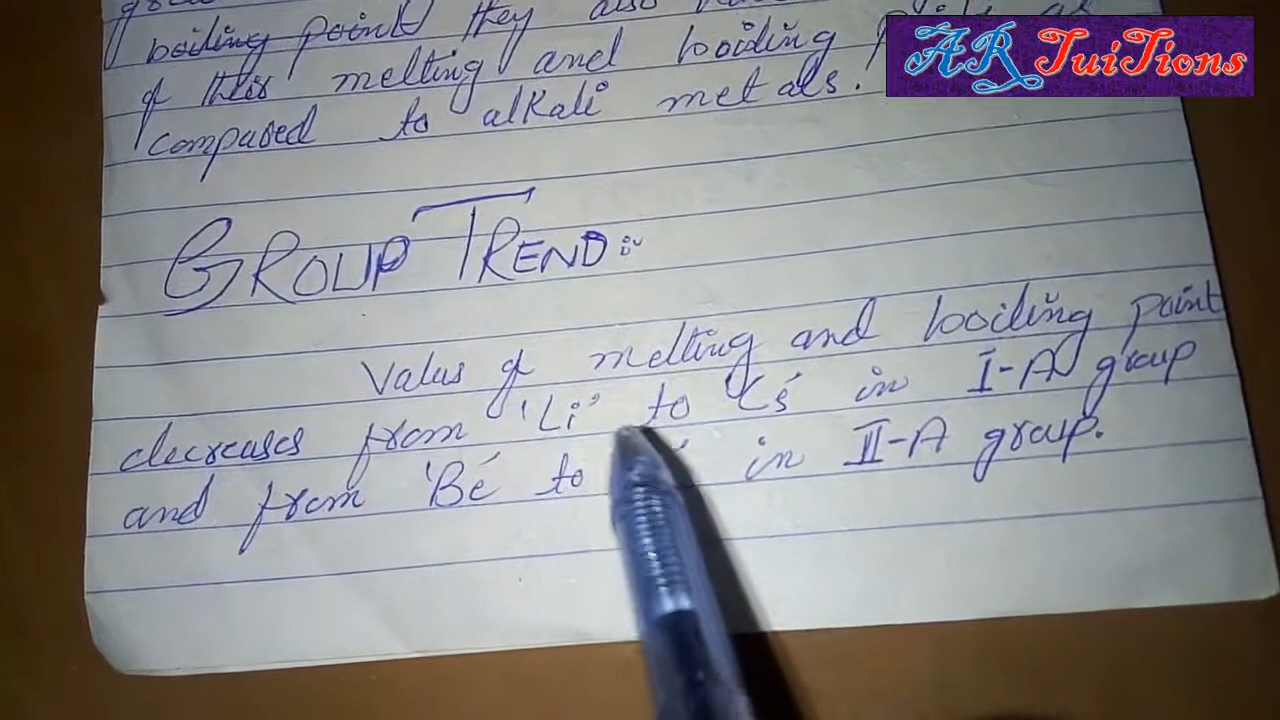 boiling point they also
AR TuiTions
of their melting and boiling
compared to alkali metals.
GROUP TREND:-
Values of melting and boiling point
decreases from 'Li' to 'Cs' in I-A group
and from 'Be' to in II-A group.